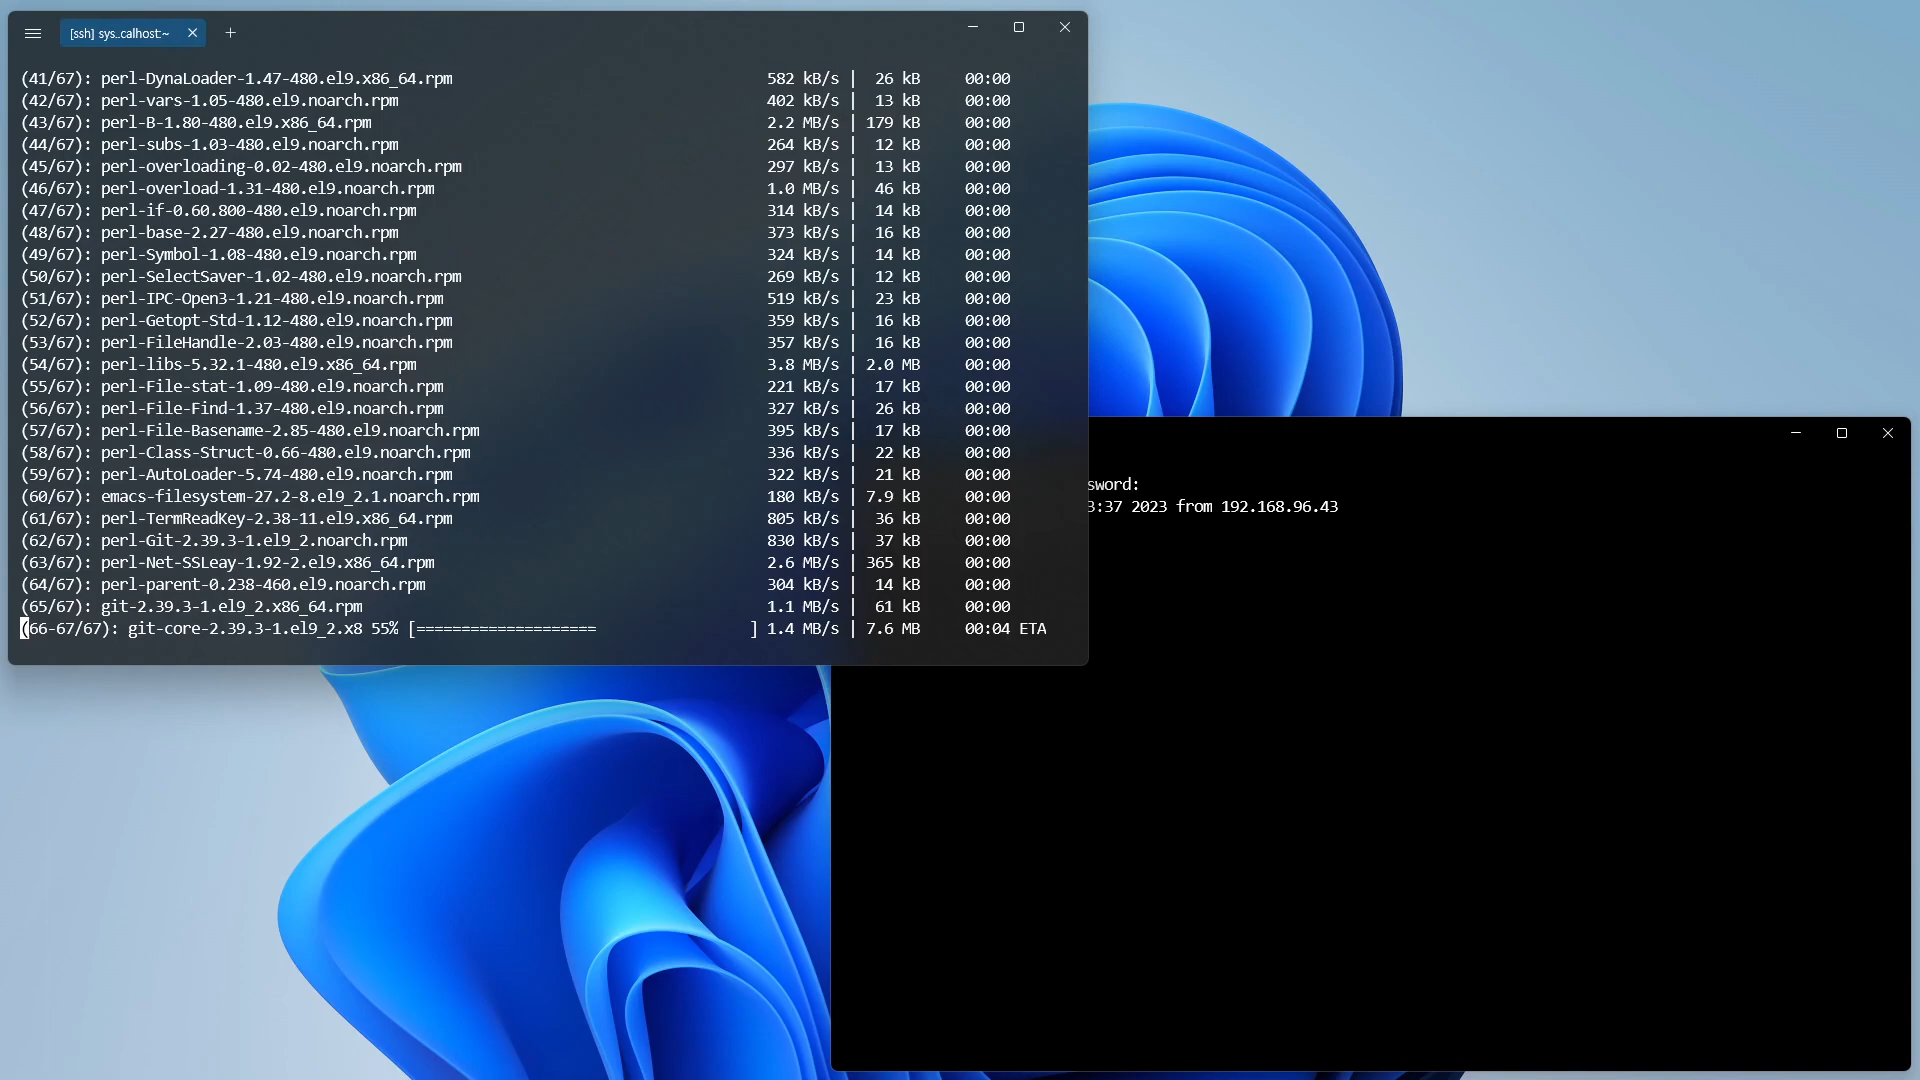 [ssh] sys..calhost:~
(41/67): perl-DynaLoader-1.47-480.el9.x86_64.rpm 582 kB/s | 26 kB 00:00
(42/67): perl-vars-1.05-480.el9.noarch.rpm 402 kB/s | 13 kB 00:00
(43/67): perl-B-1.80-480.el9.x86_64.rpm 2.2 MB/s | 179 kB 00:00
(44/67): perl-subs-1.03-480.el9.noarch.rpm 264 kB/s | 12 kB 00:00
(45/67): perl-overloading-0.02-480.el9.noarch.rpm 297 kB/s | 13 kB 00:00
(46/67): perl-overload-1.31-480.el9.noarch.rpm 1.0 MB/s | 46 kB 00:00
(47/67): perl-if-0.60.800-480.el9.noarch.rpm 314 kB/s | 14 kB 00:00
(48/67): perl-base-2.27-480.el9.noarch.rpm 373 kB/s | 16 kB 00:00
(49/67): perl-Symbol-1.08-480.el9.noarch.rpm 324 kB/s | 14 kB 00:00
(50/67): perl-SelectSaver-1.02-480.el9.noarch.rpm 269 kB/s | 12 kB 00:00
(51/67): perl-IPC-Open3-1.21-480.el9.noarch.rpm 519 kB/s | 23 kB 00:00
(52/67): perl-Getopt-Std-1.12-480.el9.noarch.rpm 359 kB/s | 16 kB 00:00
(53/67): perl-FileHandle-2.03-480.el9.noarch.rpm 357 kB/s | 16 kB 00:00
(54/67): perl-libs-5.32.1-480.el9.x86_64.rpm 3.8 MB/s | 2.0 MB 00:00
(55/67): perl-File-stat-1.09-480.el9.noarch.rpm 221 kB/s | 17 kB 00:00
(56/67): perl-File-Find-1.37-480.el9.noarch.rpm 327 kB/s | 26 kB 00:00
(57/67): perl-File-Basename-2.85-480.el9.noarch.rpm 395 kB/s | 17 kB 00:00
(58/67): perl-Class-Struct-0.66-480.el9.noarch.rpm 336 kB/s | 22 kB 00:00
(59/67): perl-AutoLoader-5.74-480.el9.noarch.rpm 322 kB/s | 21 kB 00:00
(60/67): emacs-filesystem-27.2-8.el9_2.1.noarch.rpm 180 kB/s | 7.9 kB 00:00
(61/67): perl-TermReadKey-2.38-11.el9.x86_64.rpm 805 kB/s | 36 kB 00:00
(62/67): perl-Git-2.39.3-1.el9_2.noarch.rpm 830 kB/s | 37 kB 00:00
(63/67): perl-Net-SSLeay-1.92-2.el9.x86_64.rpm 2.6 MB/s | 365 kB 00:00
(64/67): perl-parent-0.238-460.el9.noarch.rpm 304 kB/s | 14 kB 00:00
(65/67): git-2.39.3-1.el9_2.x86_64.rpm 1.1 MB/s | 61 kB 00:00
(66-67/67): git-core-2.39.3-1.el9_2.x8 55% [==================== ] 1.4 MB/s | 7.6 MB 00:04 ETA
sword:
3:37 2023 from 192.168.96.43